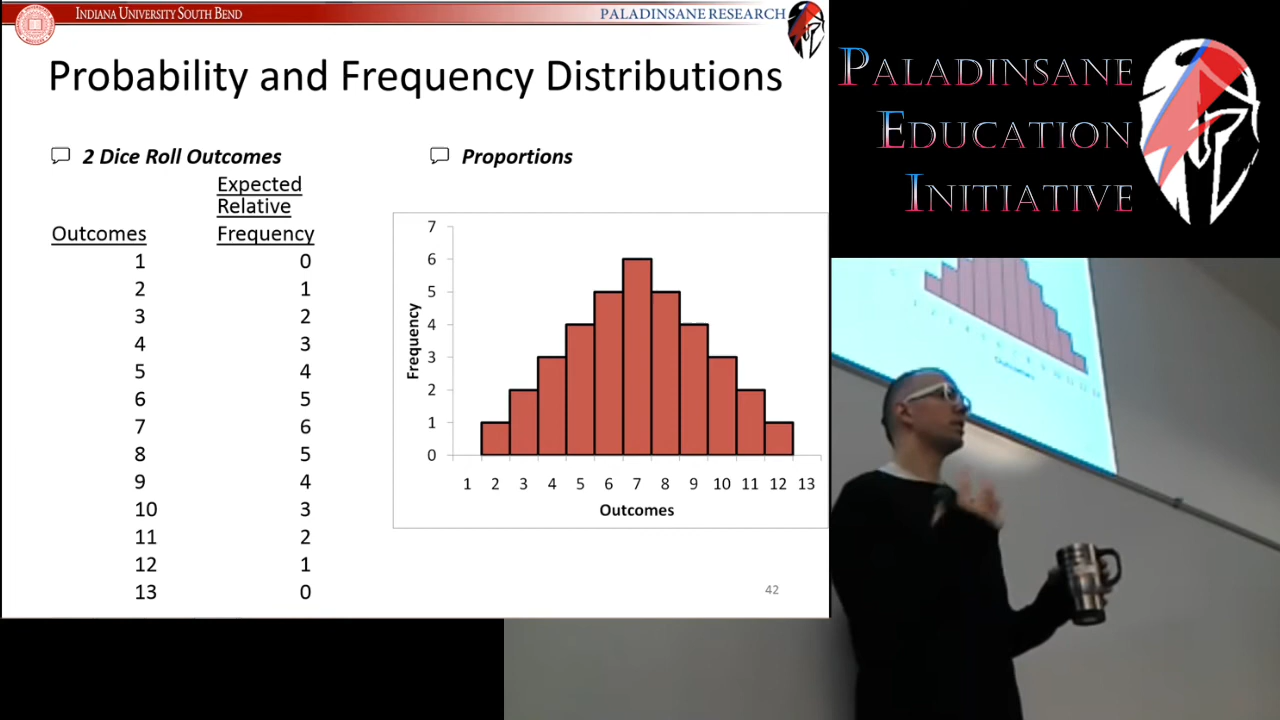 INDIANA UNIVERSITY SOUTH BEND
PALADINSANE RESEARCH
Probability and Frequency Distributions
2 Dice Roll Outcomes
Expected
Relative
Outcomes Frequency
1 0
2 1
3 2
4 3
5 4
6 5
7 6
8 5
9 4
10 3
11 2
12 1
13 0
Proportions
7
6
5
4
3
2
1
0
Frequency
1 2 3 4 5 6 7 8 9 10 11 12 13
Outcomes
42
PALADINSANE
EDUCATION
INITIATIVE